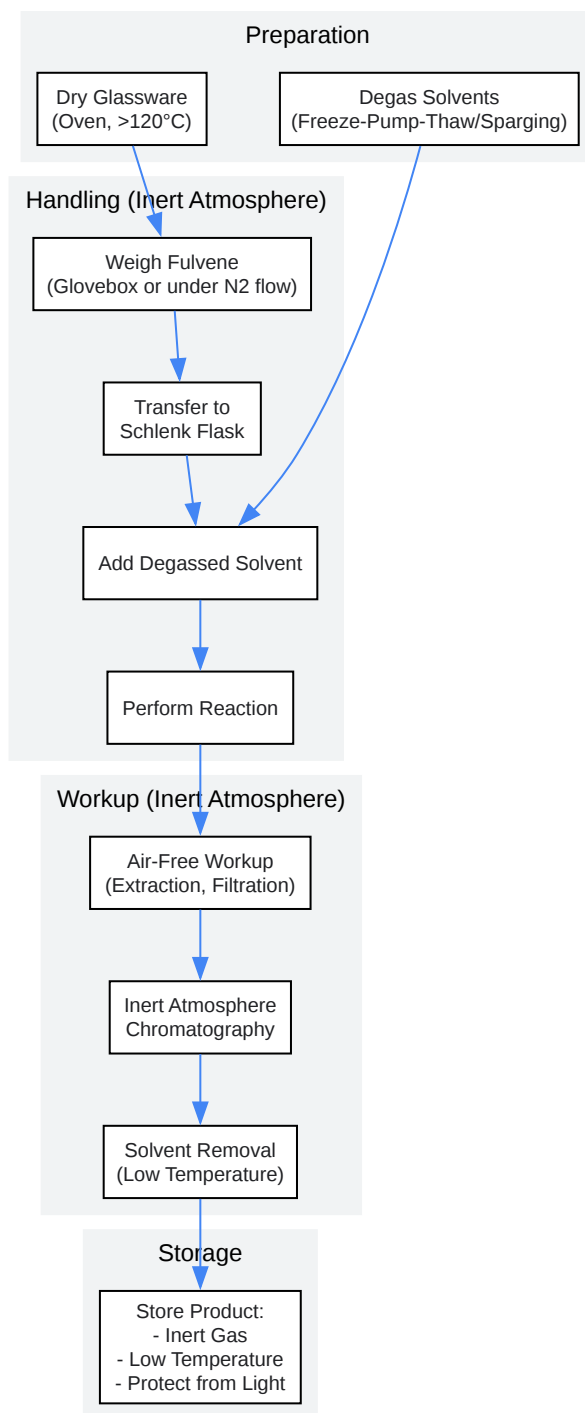 Preparation
Dry Glassware
(Oven, >120°C)
Degas Solvents
(Freeze-Pump-Thaw/Sparging)
Handling (Inert Atmosphere)
Weigh Fulvene
(Glovebox or under N2 flow)
Transfer to
Schlenk Flask
Add Degassed Solvent
Perform Reaction
Workup (Inert Atmosphere)
Air-Free Workup
(Extraction, Filtration)
Inert Atmosphere
Chromatography
Solvent Removal
(Low Temperature)
Storage
Store Product:
- Inert Gas
- Low Temperature
- Protect from Light